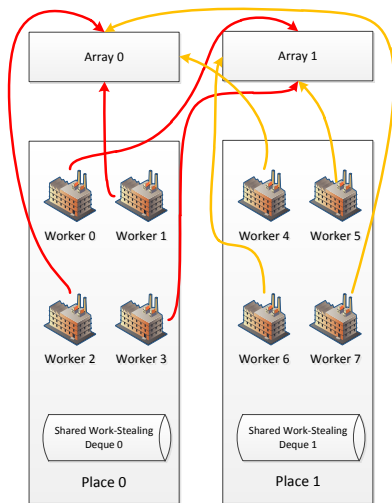 Array 0
Array 1
Worker 0
Worker 1
Worker 4
Worker 5
Worker 2
Worker 3
Worker 6
Worker 7
Shared Work-Stealing
Deque 0
Shared Work-Stealing
Deque 1
Place 0
Place 1